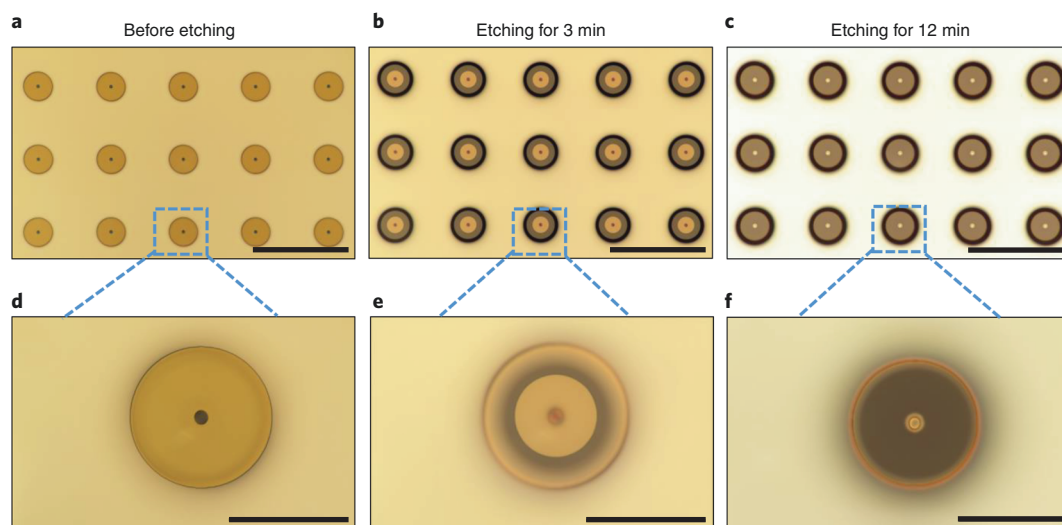 a
Before etching
b
Etching for 3 min
c
Etching for 12 min
d
e
f